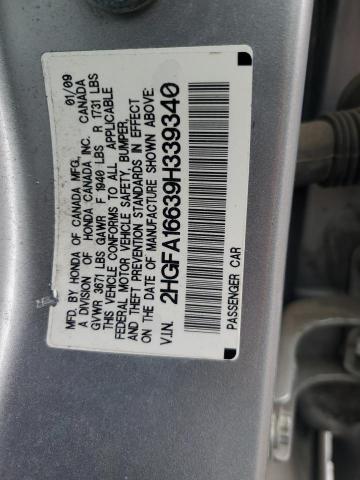 MFD. BY HONDA OF CANADA MFG. 01/09
A DIVISION OF HONDA CANADA INC. CANADA
GVWR 3671 LBS GAWR F 1940 LBS R 1731 LBS
THIS VEHICLE CONFORMS TO ALL APPLICABLE
FEDERAL MOTOR VEHICLE SAFETY, BUMPER,
AND THEFT PREVENTION STANDARDS IN EFFECT
ON THE DATE OF MANUFACTURE SHOWN ABOVE.
V.I.N. 2HGFA16639H339340
PASSENGER CAR